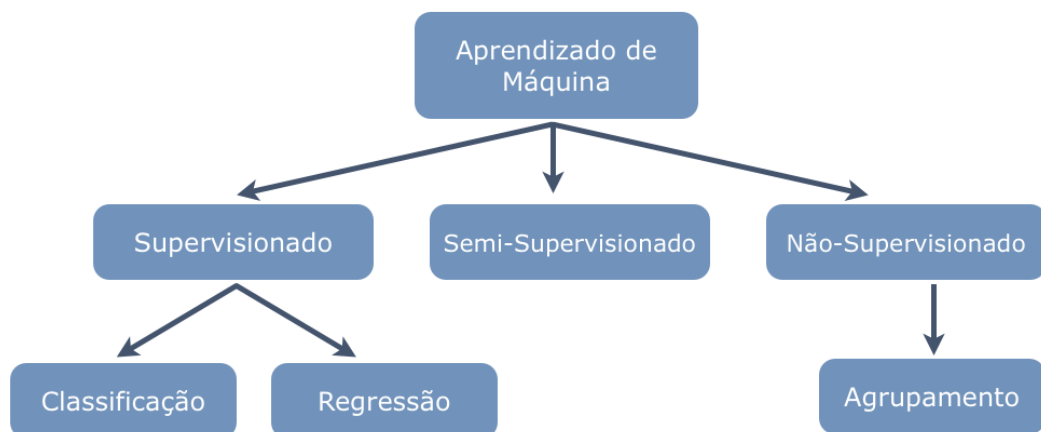 Aprendizado de
Máquina
Supervisionado
Semi-Supervisionado
Não-Supervisionado
Classificação
Regressão
Agrupamento